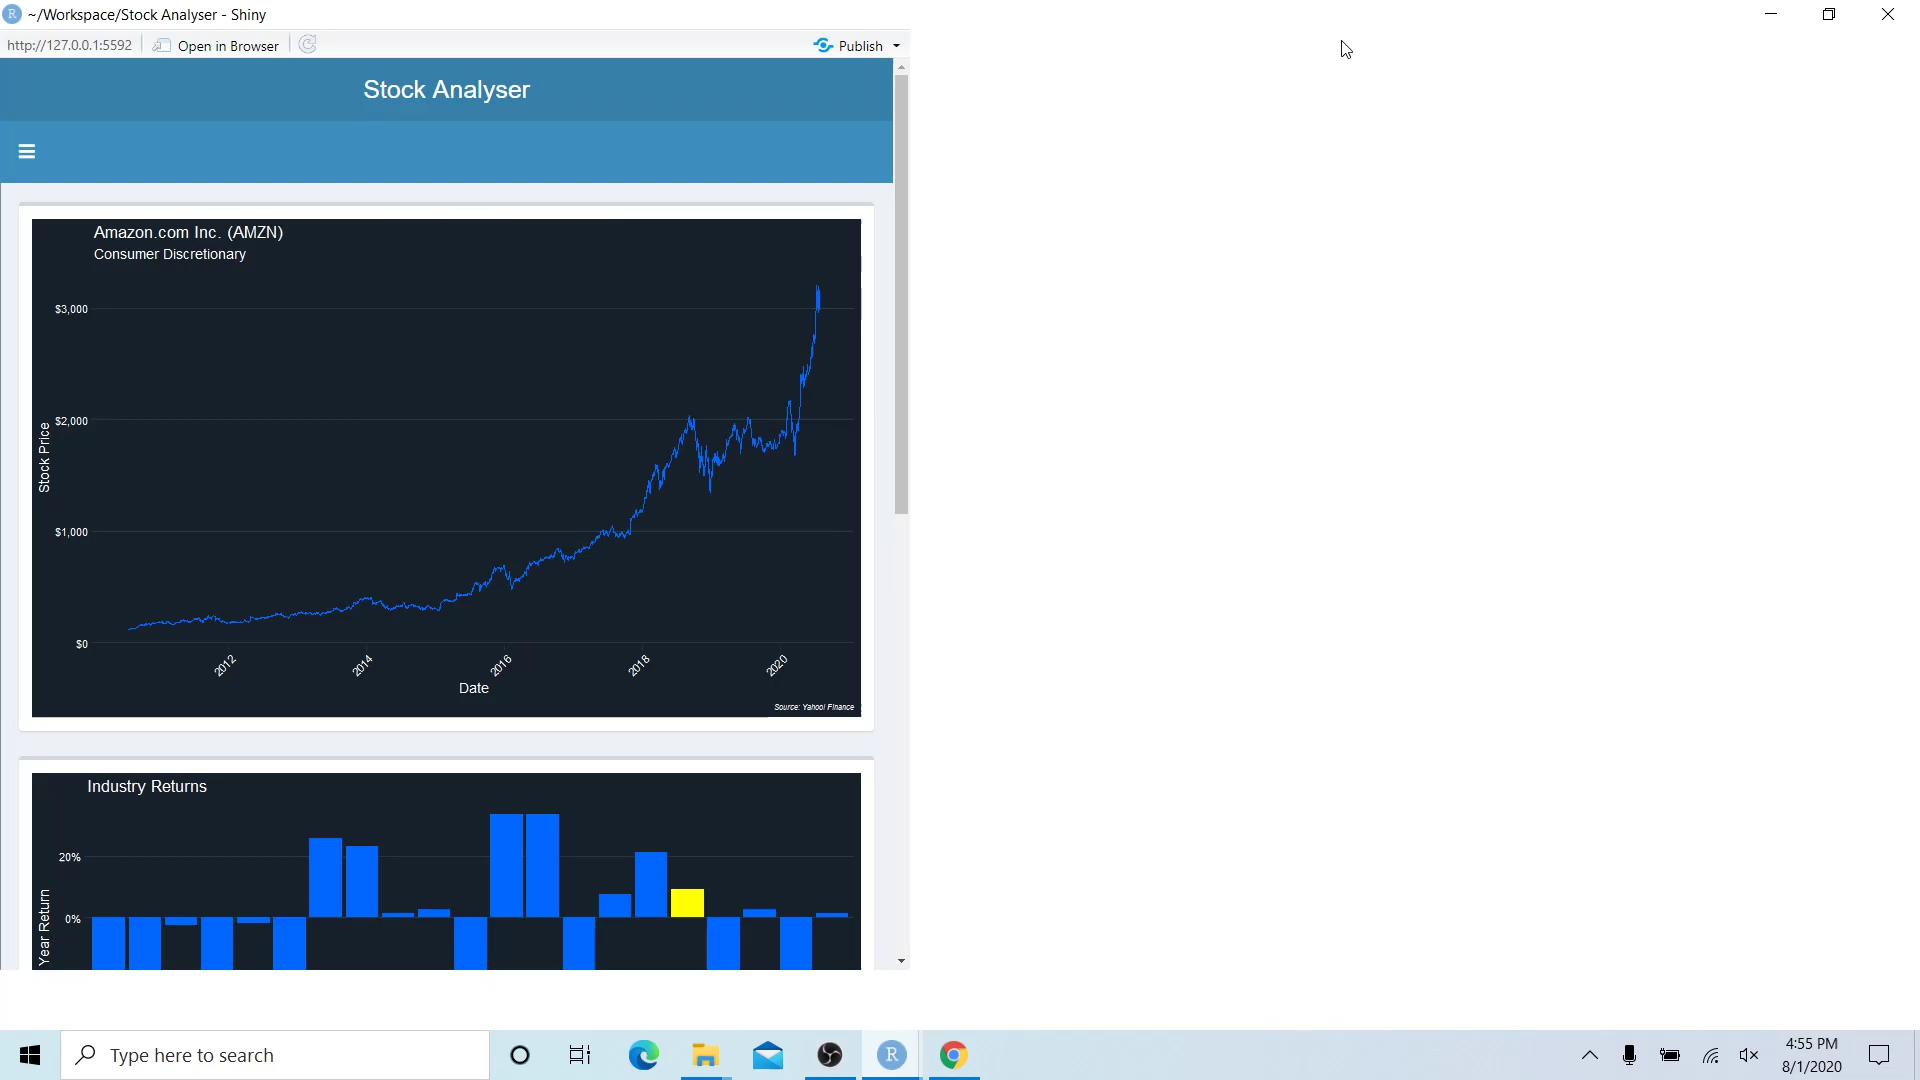 ~/Workspace/Stock Analyser - Shiny
http://127.0.0.1:5592 Open in Browser Publish
Stock Analyser
Amazon.com Inc. (AMZN)
Consumer Discretionary
$3,000
$2,000
$1,000
$0
Stock Price
2012 2014 2016 2018 2020
Date
Source: Yahoo! Finance
Industry Returns
20%
0%
Year Return
Type here to search
4:55 PM
8/1/2020